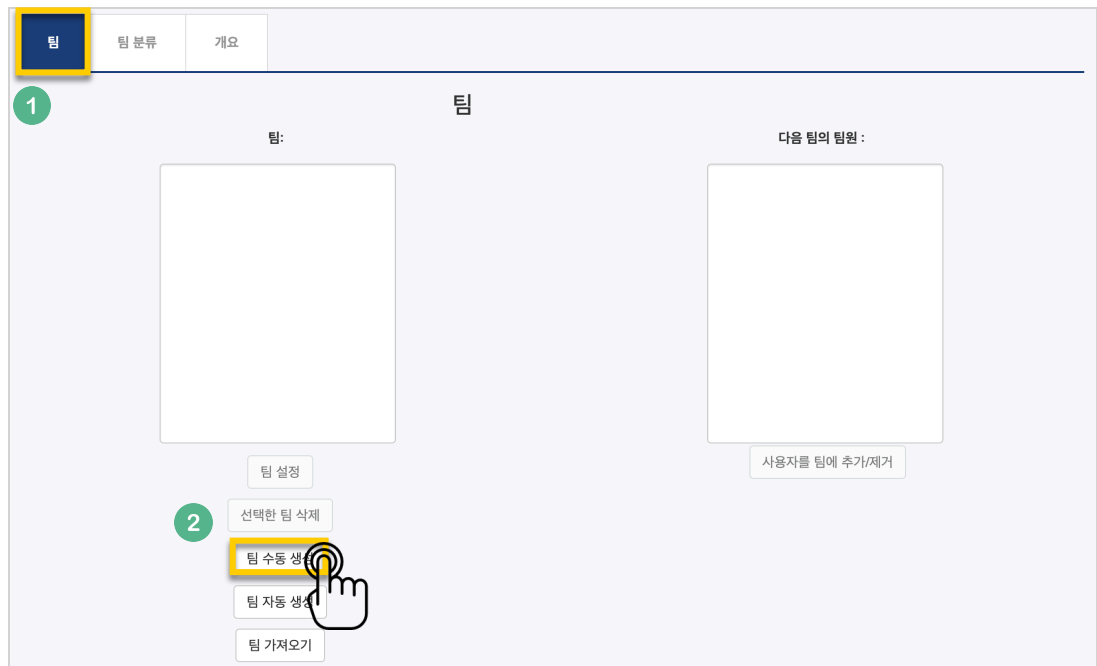 팀 팀 분류 개요
1
팀
팀: 다음 팀의 팀원 :
팀 설정 사용자를 팀에 추가/제거
선택한 팀 삭제
2
팀 수동 생성
팀 자동 생성
팀 가져오기